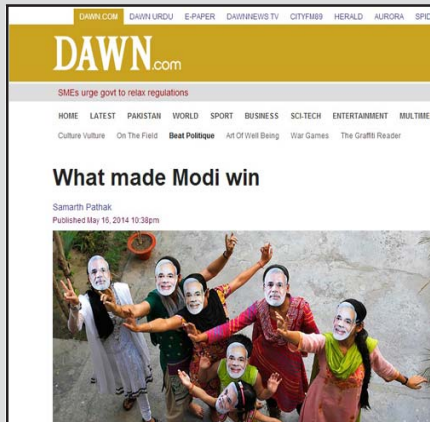 DAWN.COM DAWN URDU E-PAPER DAWNNEWS TV CITYFM89 HERALD AURORA SPID
DAWN.com
SMEs urge govt to relax regulations
HOME LATEST PAKISTAN WORLD SPORT BUSINESS SCI-TECH ENTERTAINMENT MULTIME
Culture Vulture On The Field Beat Politique Art Of Well Being War Games The Graffiti Reader
What made Modi win
Samarth Pathak
Published May 16, 2014 10:38pm